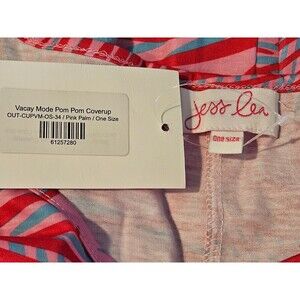 Vacay Mode Pom Pom Coverup
OUT-CUPVM-OS-34 / Pink Palm / One Size
61257280
jess lea
ONE SIZE